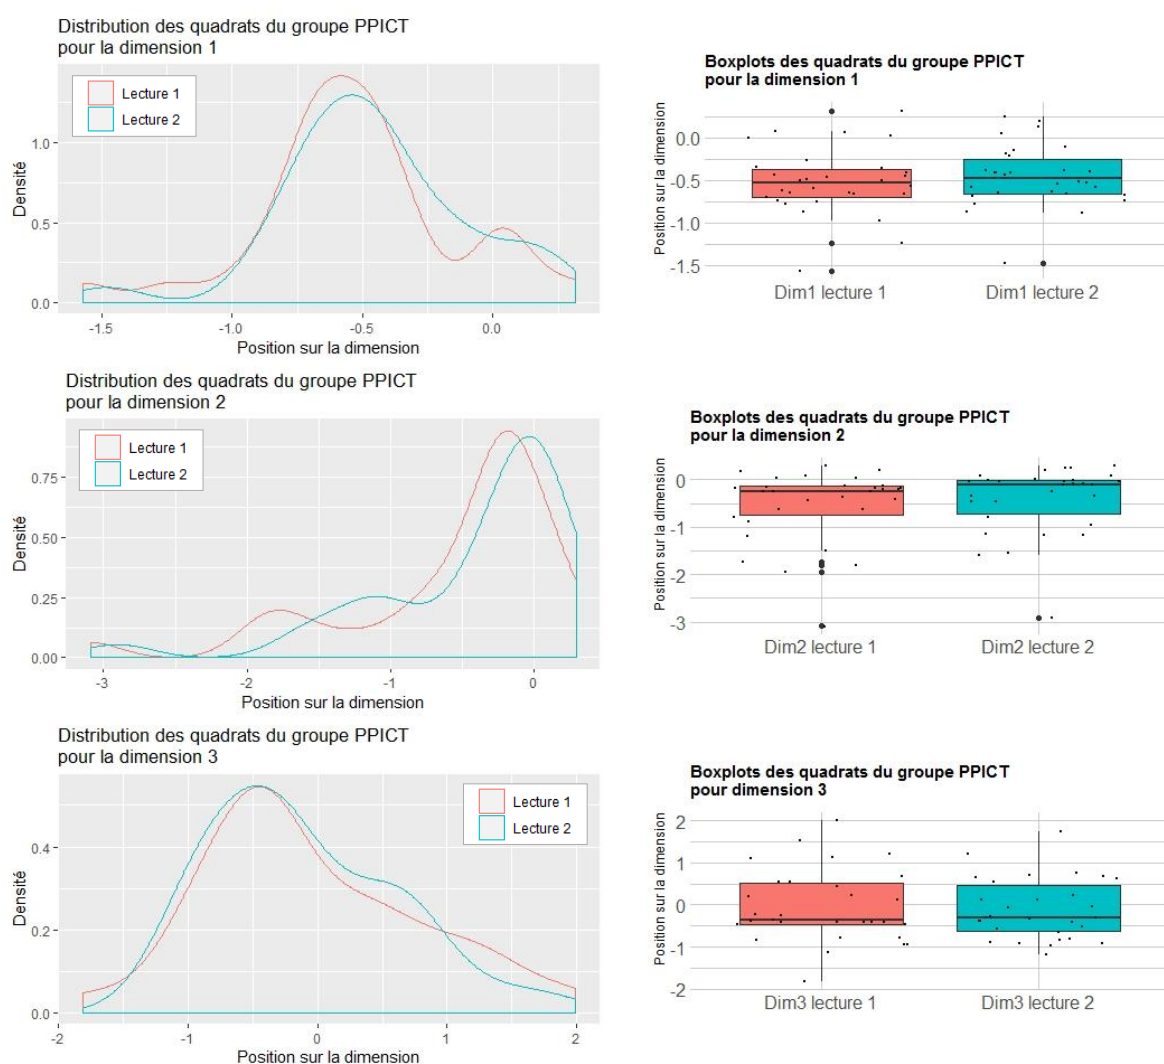 Distribution des quadrats du groupe PPICT
pour la dimension 1
Lecture 1
Lecture 2
Densité
1.0
0.5
0.0
-1.5
-1.0
-0.5
0.0
Position sur la dimension
Boxplots des quadrats du groupe PPICT
pour la dimension 1
Position sur la dimension
0.0
-0.5
-1.0
-1.5
Dim1 lecture 1
Dim1 lecture 2
Distribution des quadrats du groupe PPICT
pour la dimension 2
Lecture 1
Lecture 2
Densité
0.75
0.50
0.25
0.00
-3
-2
-1
0
Position sur la dimension
Boxplots des quadrats du groupe PPICT
pour la dimension 2
Position sur la dimension
0
-1
-2
-3
Dim2 lecture 1
Dim2 lecture 2
Distribution des quadrats du groupe PPICT
pour la dimension 3
Lecture 1
Lecture 2
Densité
0.4
0.2
0.0
-2
-1
0
1
2
Position sur la dimension
Boxplots des quadrats du groupe PPICT
pour dimension 3
Position sur la dimension
2
1
0
-1
-2
Dim3 lecture 1
Dim3 lecture 2